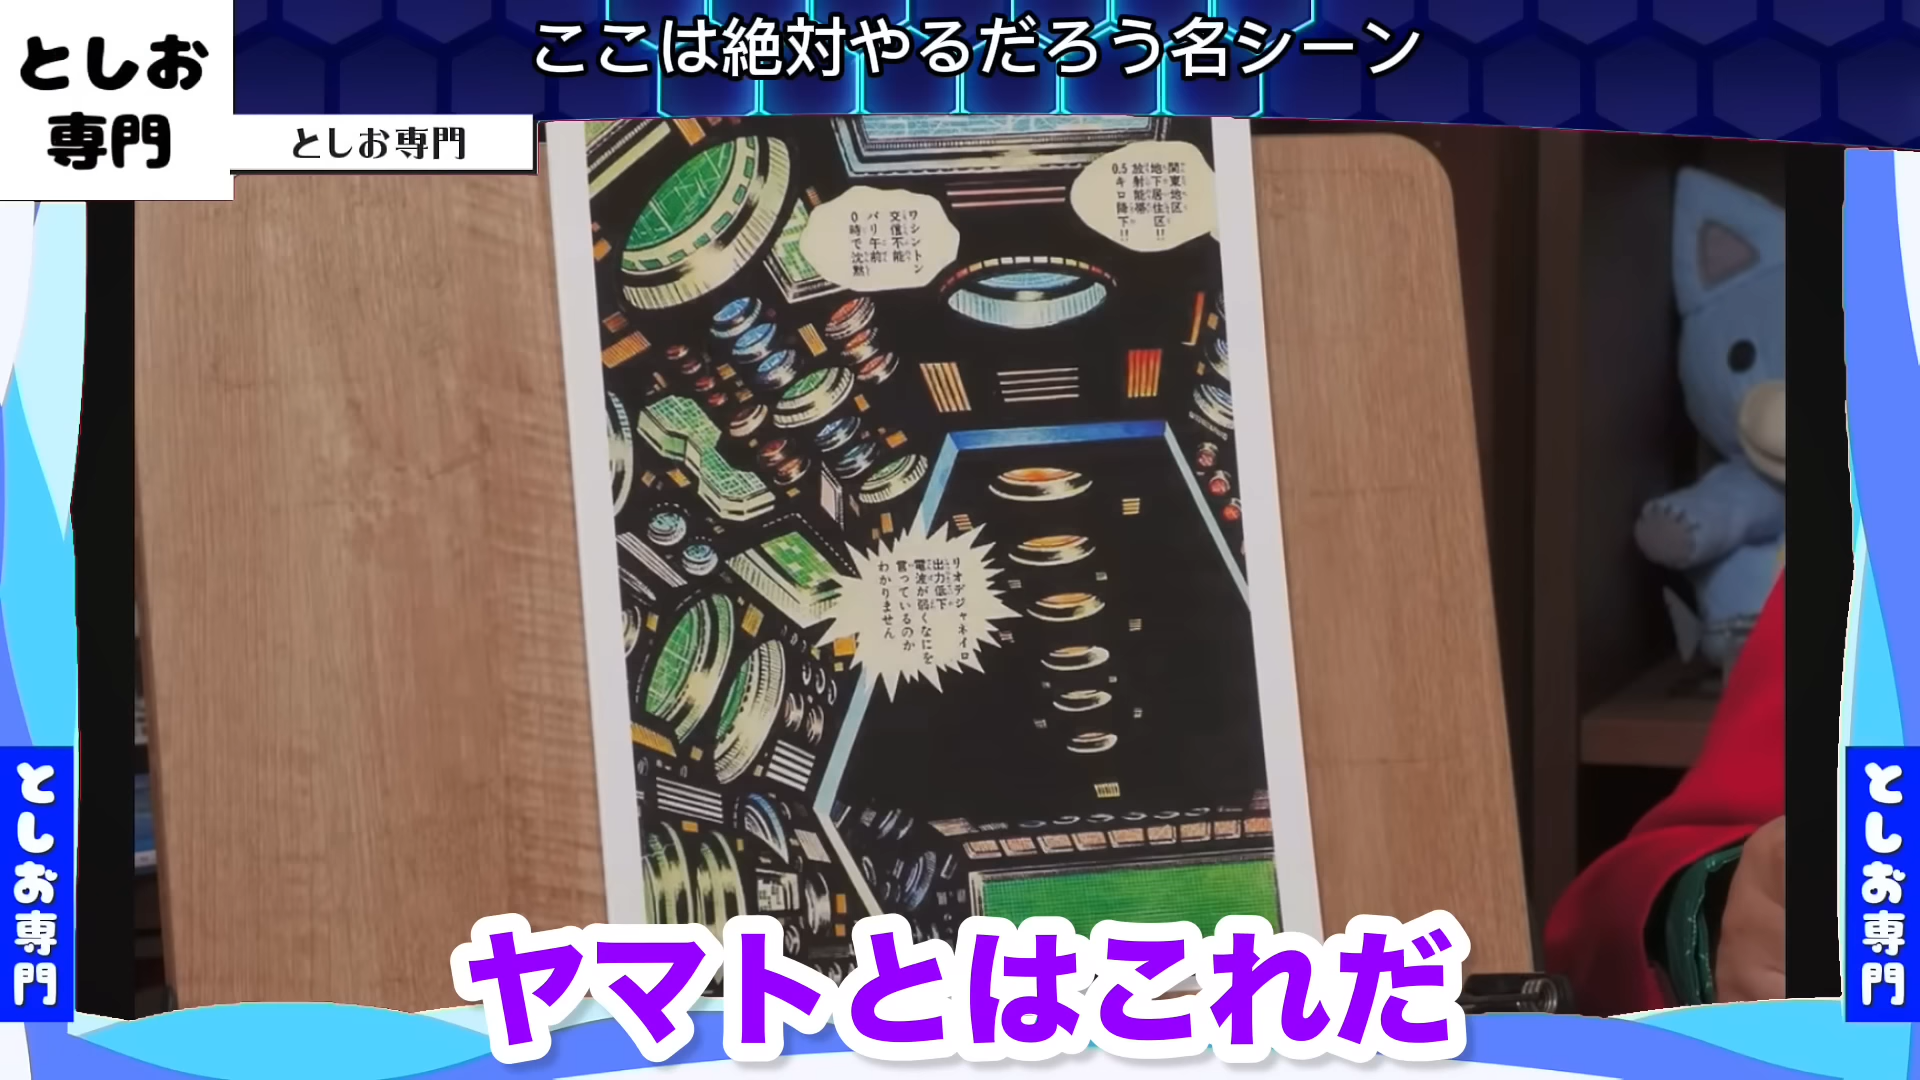 ここは絶対やるだろう名シーン
としお
専門
としお専門
関東地区
地下居住区!!
放射能帯
0.5キロ降下!!
ワシントン
交信不能
パリ午前
0時で沈黙!
リオデジャネイロ
出力低下
電波が弱くなにを
言っているのか
わかりません
としお専門
としお専門
ヤマトとはこれだ